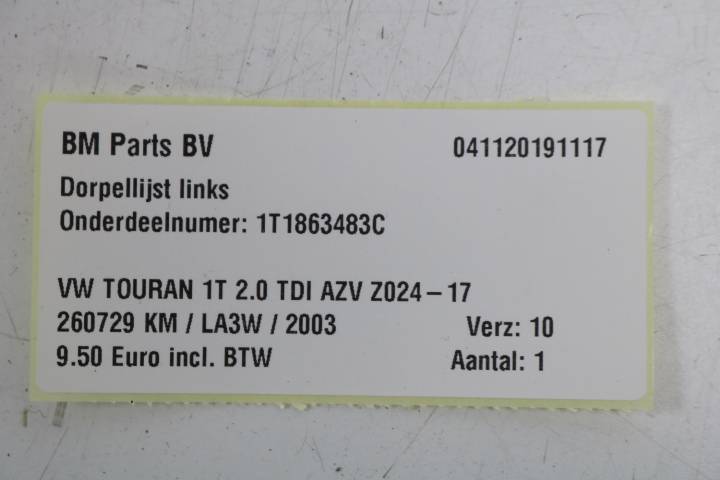 BM Parts BV 041120191117
Dorpellijst links
Onderdeelnumer: 1T1863483C
VW TOURAN 1T 2.0 TDI AZV Z024-17
260729 KM / LA3W / 2003 Verz: 10
9.50 Euro incl. BTW Aantal: 1